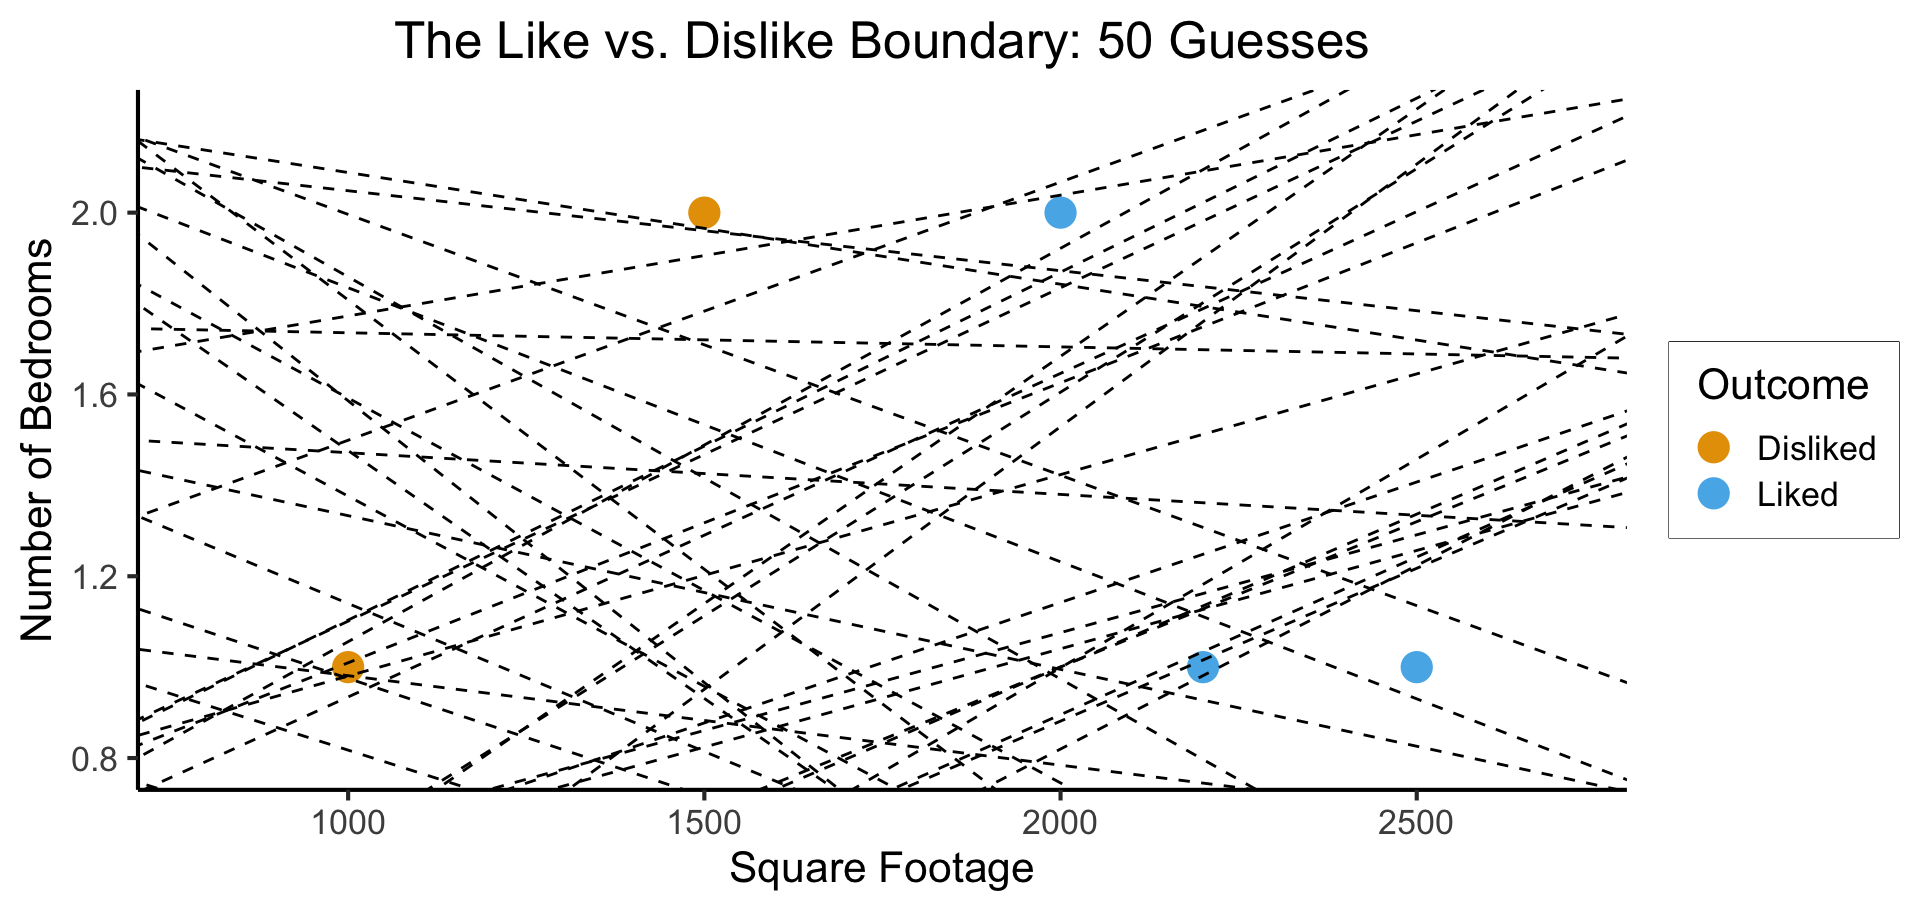 The Like vs. Dislike Boundary: 50 Guesses
Number of Bedrooms
2.0
1.6
1.2
0.8
1000 1500 2000 2500
Square Footage
Outcome
Disliked
Liked